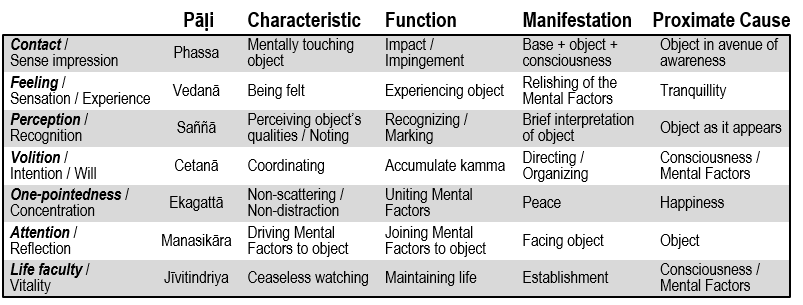 Pāḷi Characteristic Function Manifestation Proximate Cause
Contact / Sense impression Phassa Mentally touching object Impact / Impingement Base + object + consciousness Object in avenue of awareness
Feeling / Sensation / Experience Vedanā Being felt Experiencing object Relishing of the Mental Factors Tranquillity
Perception / Recognition Saññā Perceiving object's qualities / Noting Recognizing / Marking Brief interpretation of object Object as it appears
Volition / Intention / Will Cetanā Coordinating Accumulate kamma Directing / Organizing Consciousness / Mental Factors
One-pointedness / Concentration Ekagattā Non-scattering / Non-distraction Uniting Mental Factors Peace Happiness
Attention / Reflection Manasikāra Driving Mental Factors to object Joining Mental Factors to object Facing object Object
Life faculty / Vitality Jīvitindriya Ceaseless watching Maintaining life Establishment Consciousness / Mental Factors